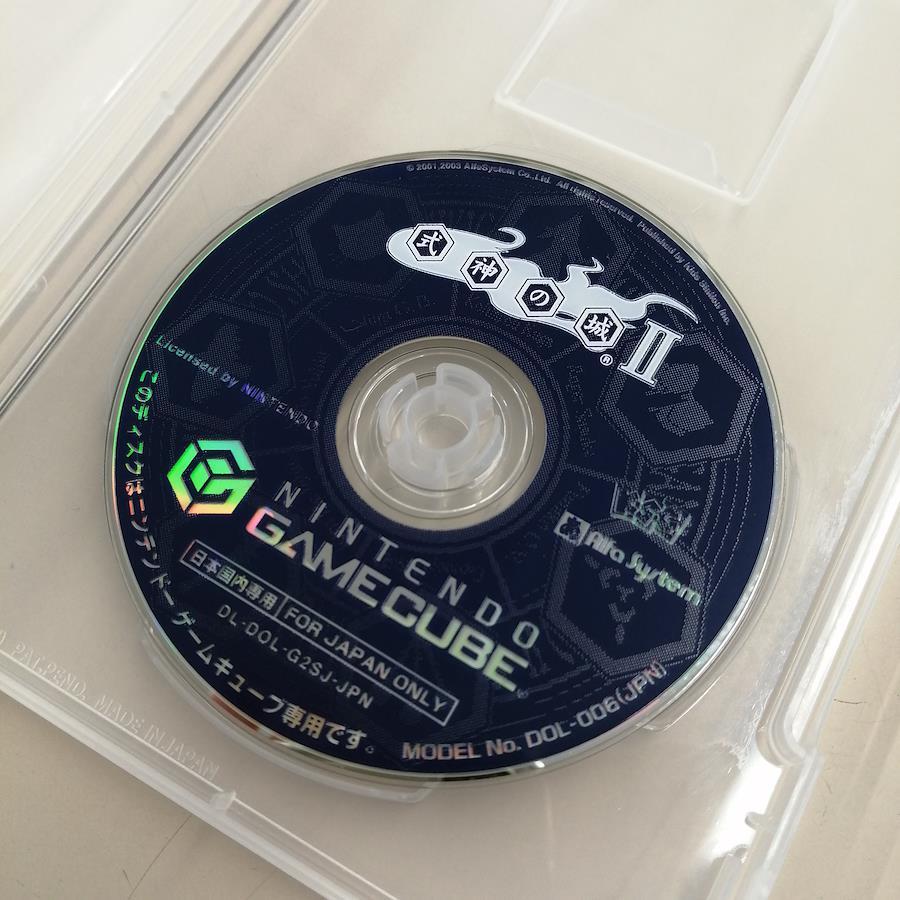 © 2001,2003 AlfaSystem Co.,Ltd. All rights reserved. Published by Kids Station Inc.
式神の城®II
Licensed by NINTENDO
NINTENDO
GAMECUBE
Alfa System
日本国内専用 FOR JAPAN ONLY
DL-DOL-G2SJ-JPN
このディスクはニンテンドーゲームキューブ専用です。
MODEL No. DOL-006(JPN)
PAT.PEND. MADE IN JAPAN